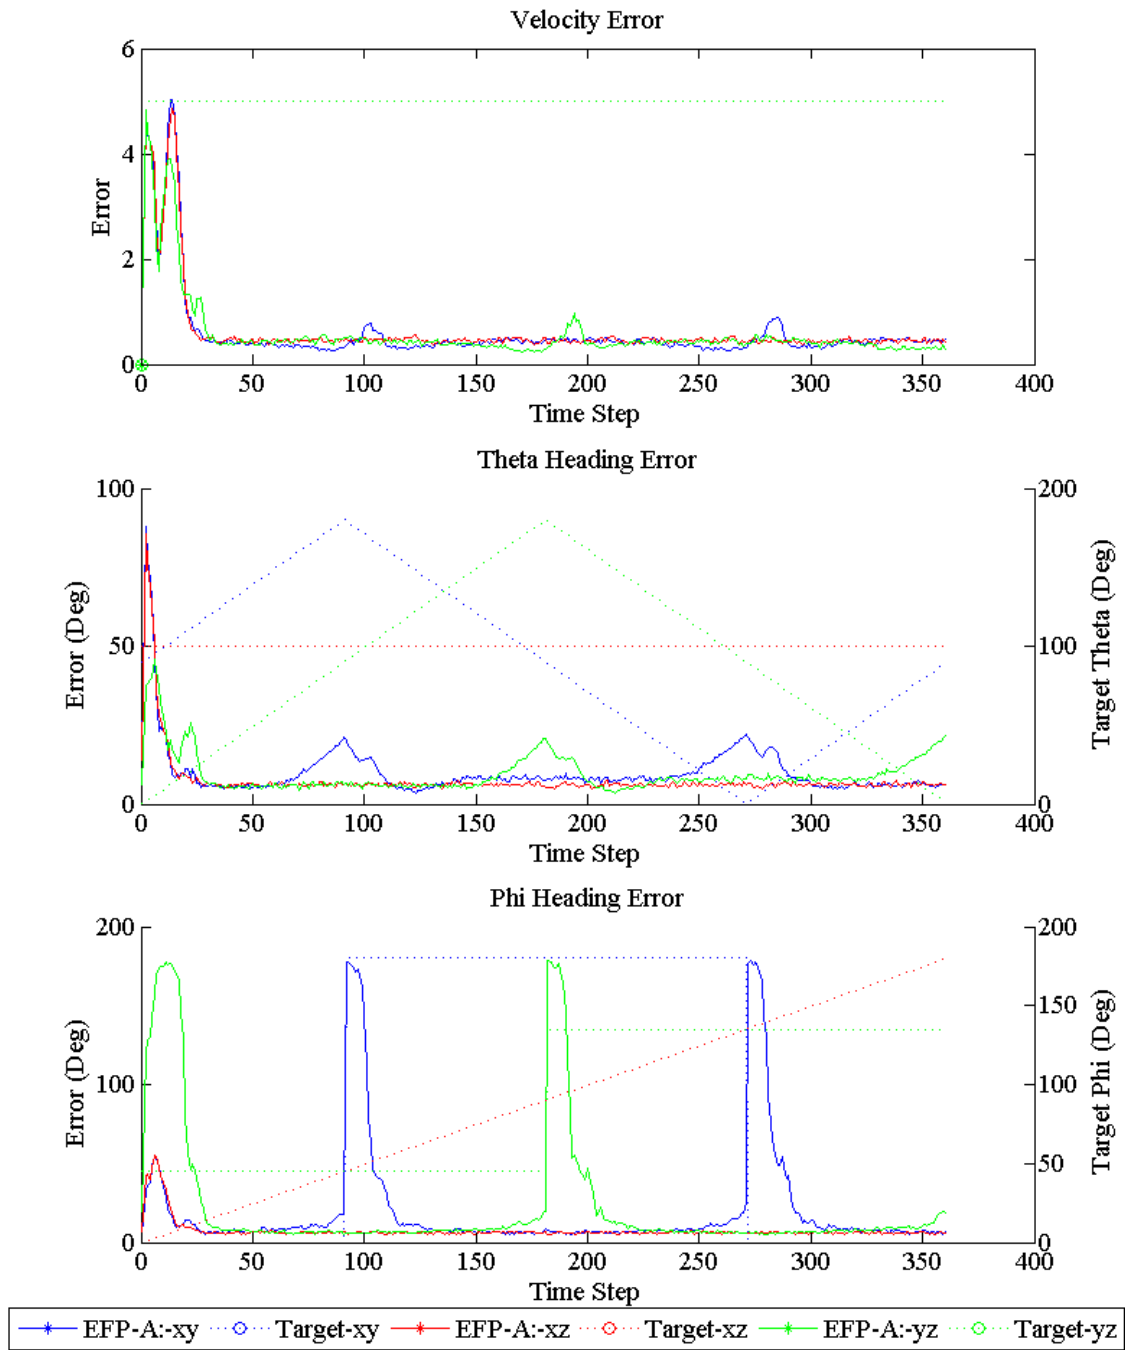 Velocity Error
6
4
2
0
Error
0 50 100 150 200 250 300 350 400
Time Step
Theta Heading Error
100
50
0
Error (Deg)
200
100
0
Target Theta (Deg)
0 50 100 150 200 250 300 350 400
Time Step
Phi Heading Error
200
100
0
Error (Deg)
200
150
100
50
0
Target Phi (Deg)
0 50 100 150 200 250 300 350 400
Time Step
EFP-A:-xy Target-xy EFP-A:-xz Target-xz EFP-A:-yz Target-yz